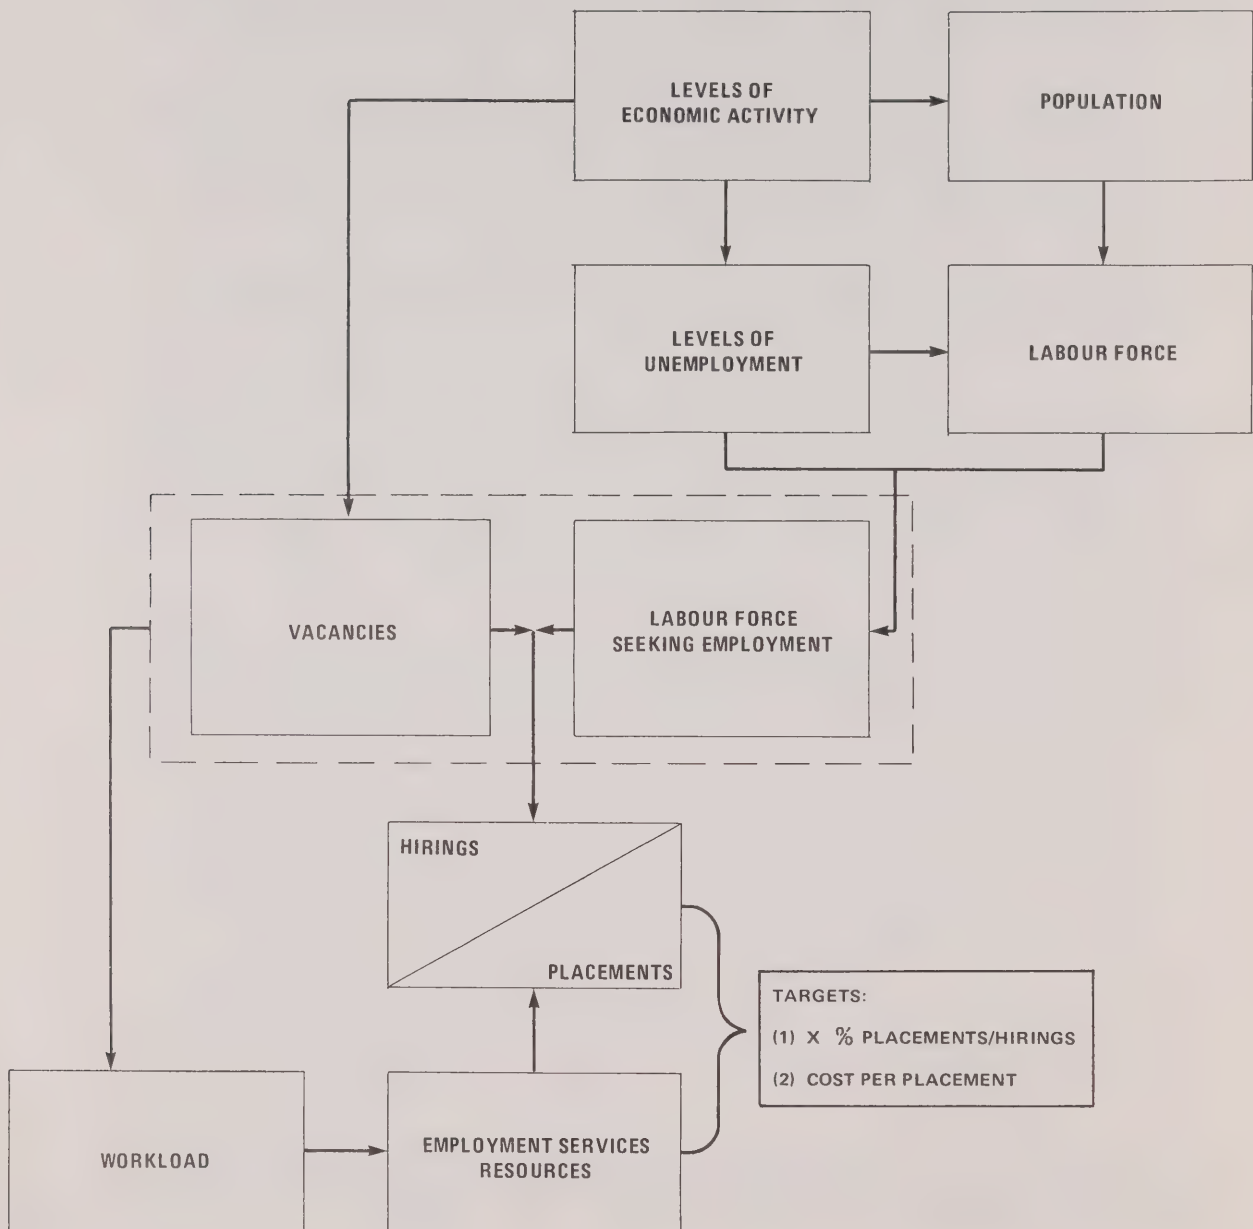 LEVELS OF
ECONOMIC ACTIVITY
POPULATION
LEVELS OF
UNEMPLOYMENT
LABOUR FORCE
VACANCIES
LABOUR FORCE
SEEKING EMPLOYMENT
HIRINGS
PLACEMENTS
TARGETS:
(1) X % PLACEMENTS/HIRINGS
(2) COST PER PLACEMENT
WORKLOAD
EMPLOYMENT SERVICES
RESOURCES